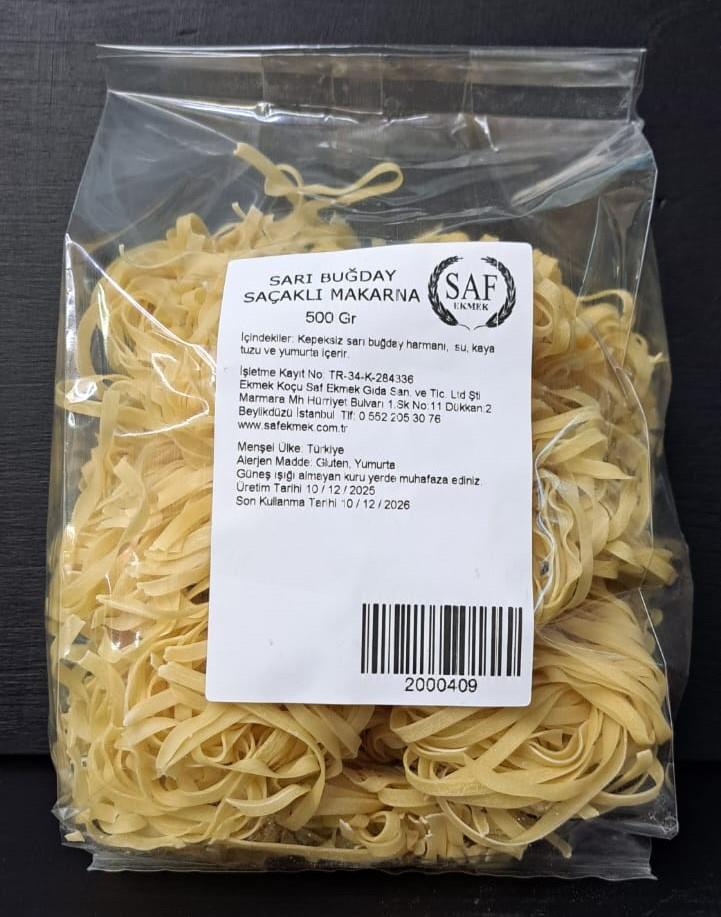 SARI BUĞDAY
SAÇAKLI MAKARNA
500 Gr
SAF
EKMEK
İçindekiler: Kepeksiz sarı buğday harmanı, su, kaya
tuzu ve yumurta içerir.
İşletme Kayıt No: TR-34-K-284336
Ekmek Koçu Saf Ekmek Gıda San. ve Tic. Ltd Şti
Marmara Mh Hürriyet Bulvarı 1.Sk No:11 Dükkan:2
Beylikdüzü İstanbul Tlf: 0 552 205 30 76
www.safekmek.com.tr
Menşei Ülke: Türkiye
Alerjen Madde: Gluten, Yumurta
Güneş ışığı almayan kuru yerde muhafaza ediniz.
Üretim Tarihi 10 / 12 / 2025
Son Kullanma Tarihi 10 / 12 / 2026
2000409